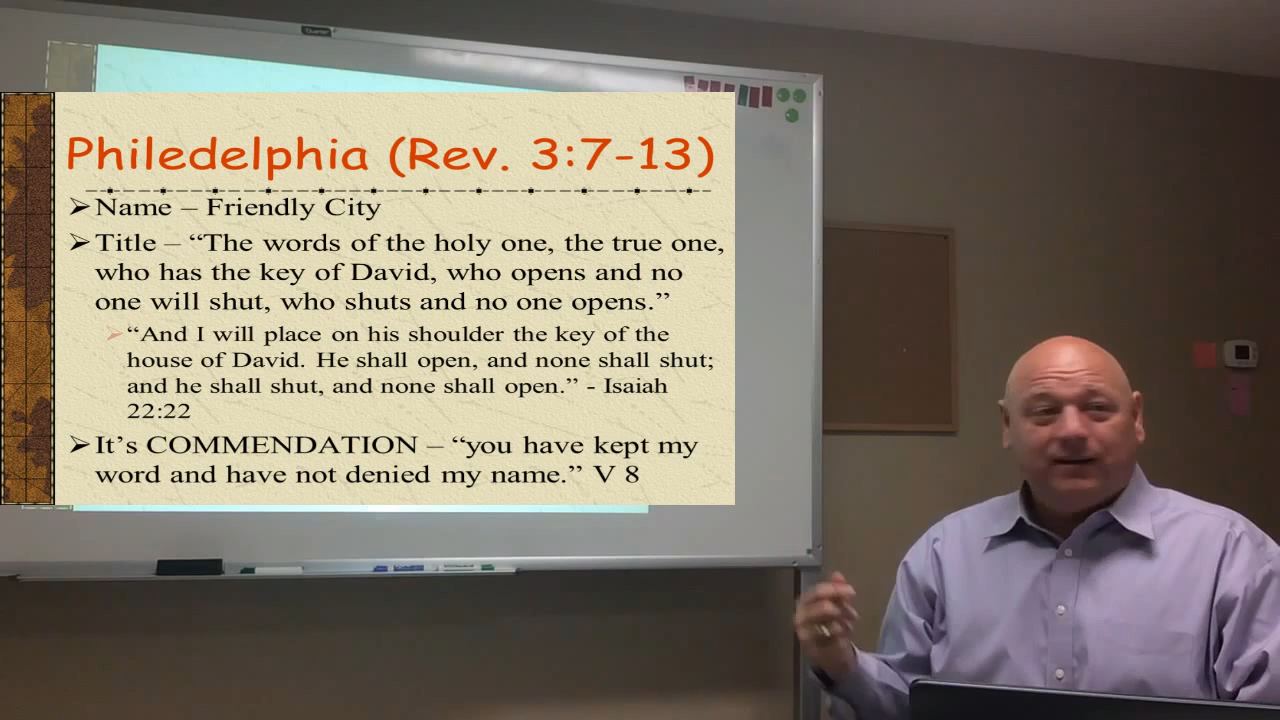 Quartet
Philedelphia (Rev. 3:7-13)
➢Name – Friendly City
➢Title – “The words of the holy one, the true one,
who has the key of David, who opens and no
one will shut, who shuts and no one opens.”
➢“And I will place on his shoulder the key of the
house of David. He shall open, and none shall shut;
and he shall shut, and none shall open.” - Isaiah
22:22
➢It’s COMMENDATION – “you have kept my
word and have not denied my name.” V 8